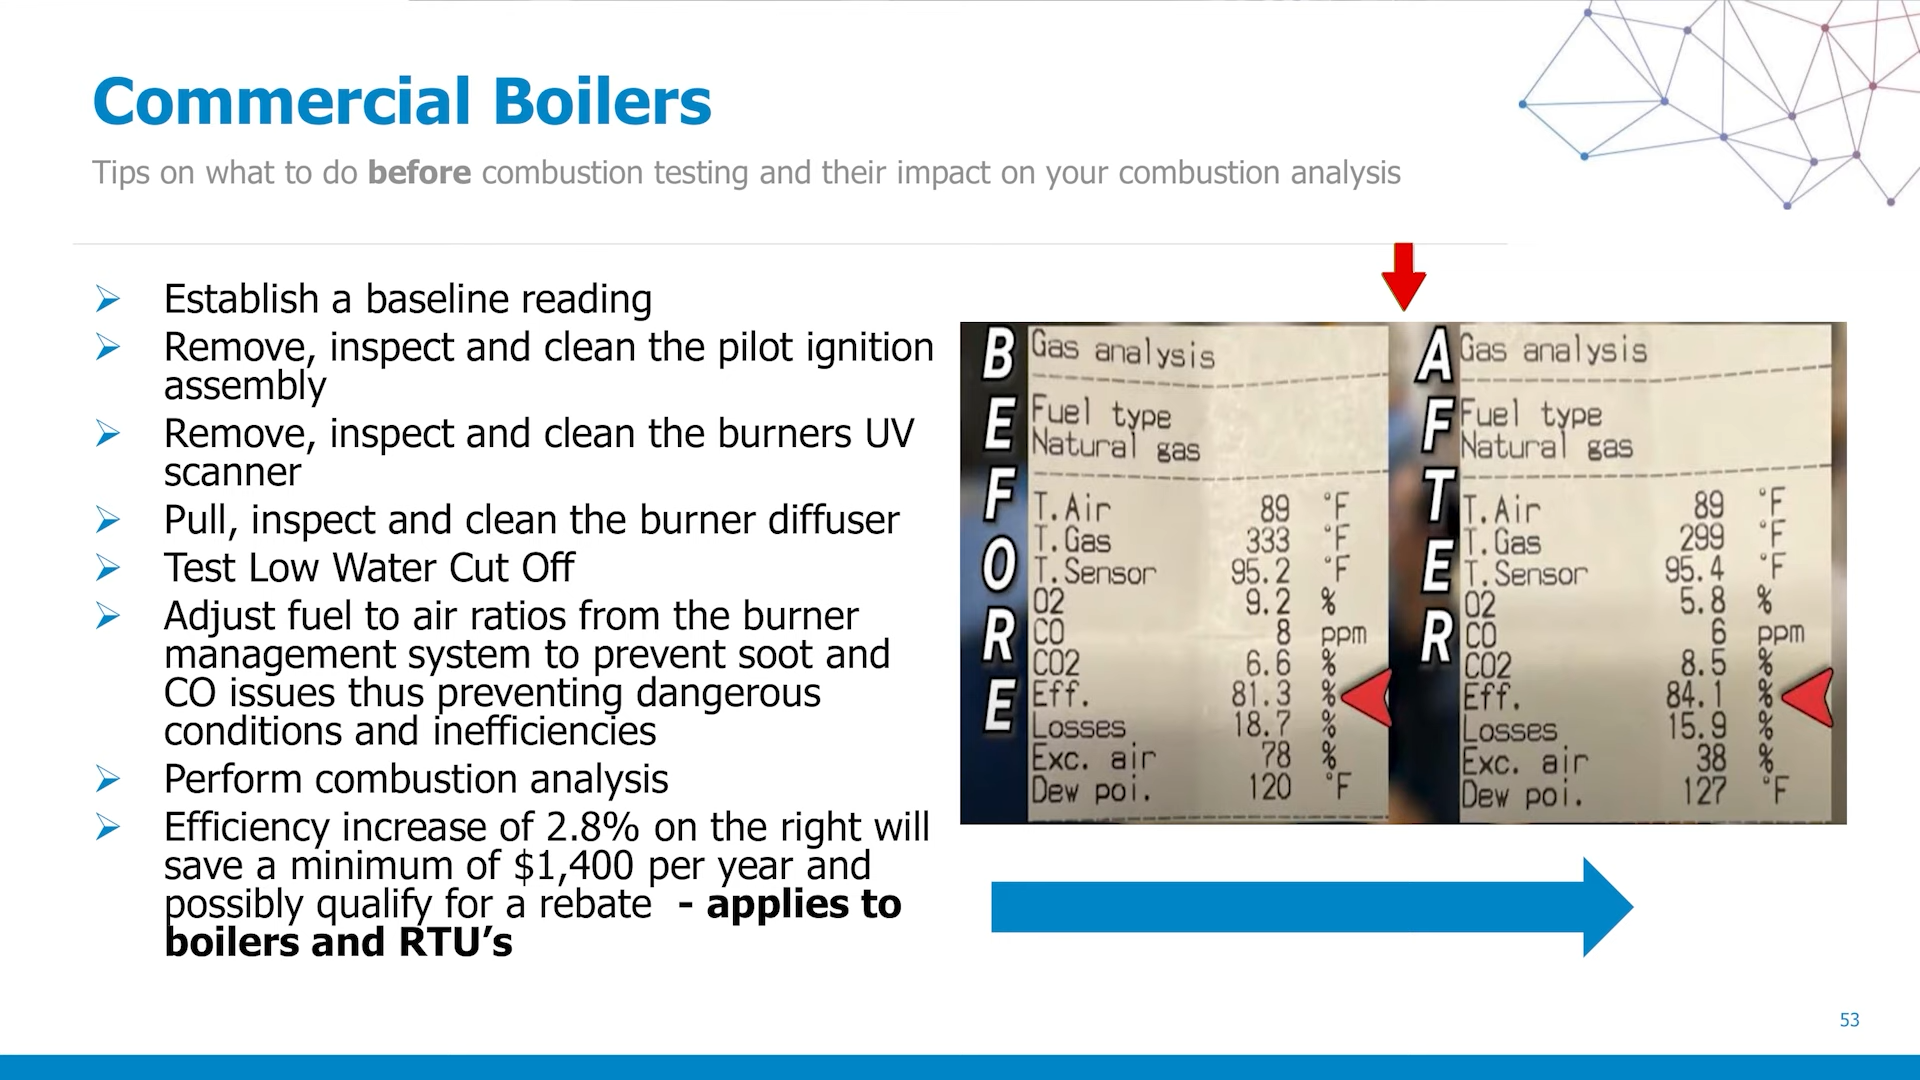 Commercial Boilers
Tips on what to do before combustion testing and their impact on your combustion analysis
Establish a baseline reading
Remove, inspect and clean the pilot ignition
assembly
Remove, inspect and clean the burners UV
scanner
Pull, inspect and clean the burner diffuser
Test Low Water Cut Off
Adjust fuel to air ratios from the burner
management system to prevent soot and
CO issues thus preventing dangerous
conditions and inefficiencies
Perform combustion analysis
Efficiency increase of 2.8% on the right will
save a minimum of $1,400 per year and
possibly qualify for a rebate - applies to
boilers and RTU’s
BEFORE
Gas analysis
Fuel type
Natural gas
T.Air 89 °F
T.Gas 333 °F
T.Sensor 95.2 °F
O2 9.2 %
CO 8 ppm
CO2 6.6 %
Eff. 81.3 %
Losses 18.7 %
Exc. air 78 %
Dew poi. 120 °F
AFTER
Gas analysis
Fuel type
Natural gas
T.Air 89 °F
T.Gas 299 °F
T.Sensor 95.4 °F
O2 5.8 %
CO 6 ppm
CO2 8.5 %
Eff. 84.1 %
Losses 15.9 %
Exc. air 38 %
Dew poi. 127 °F
53